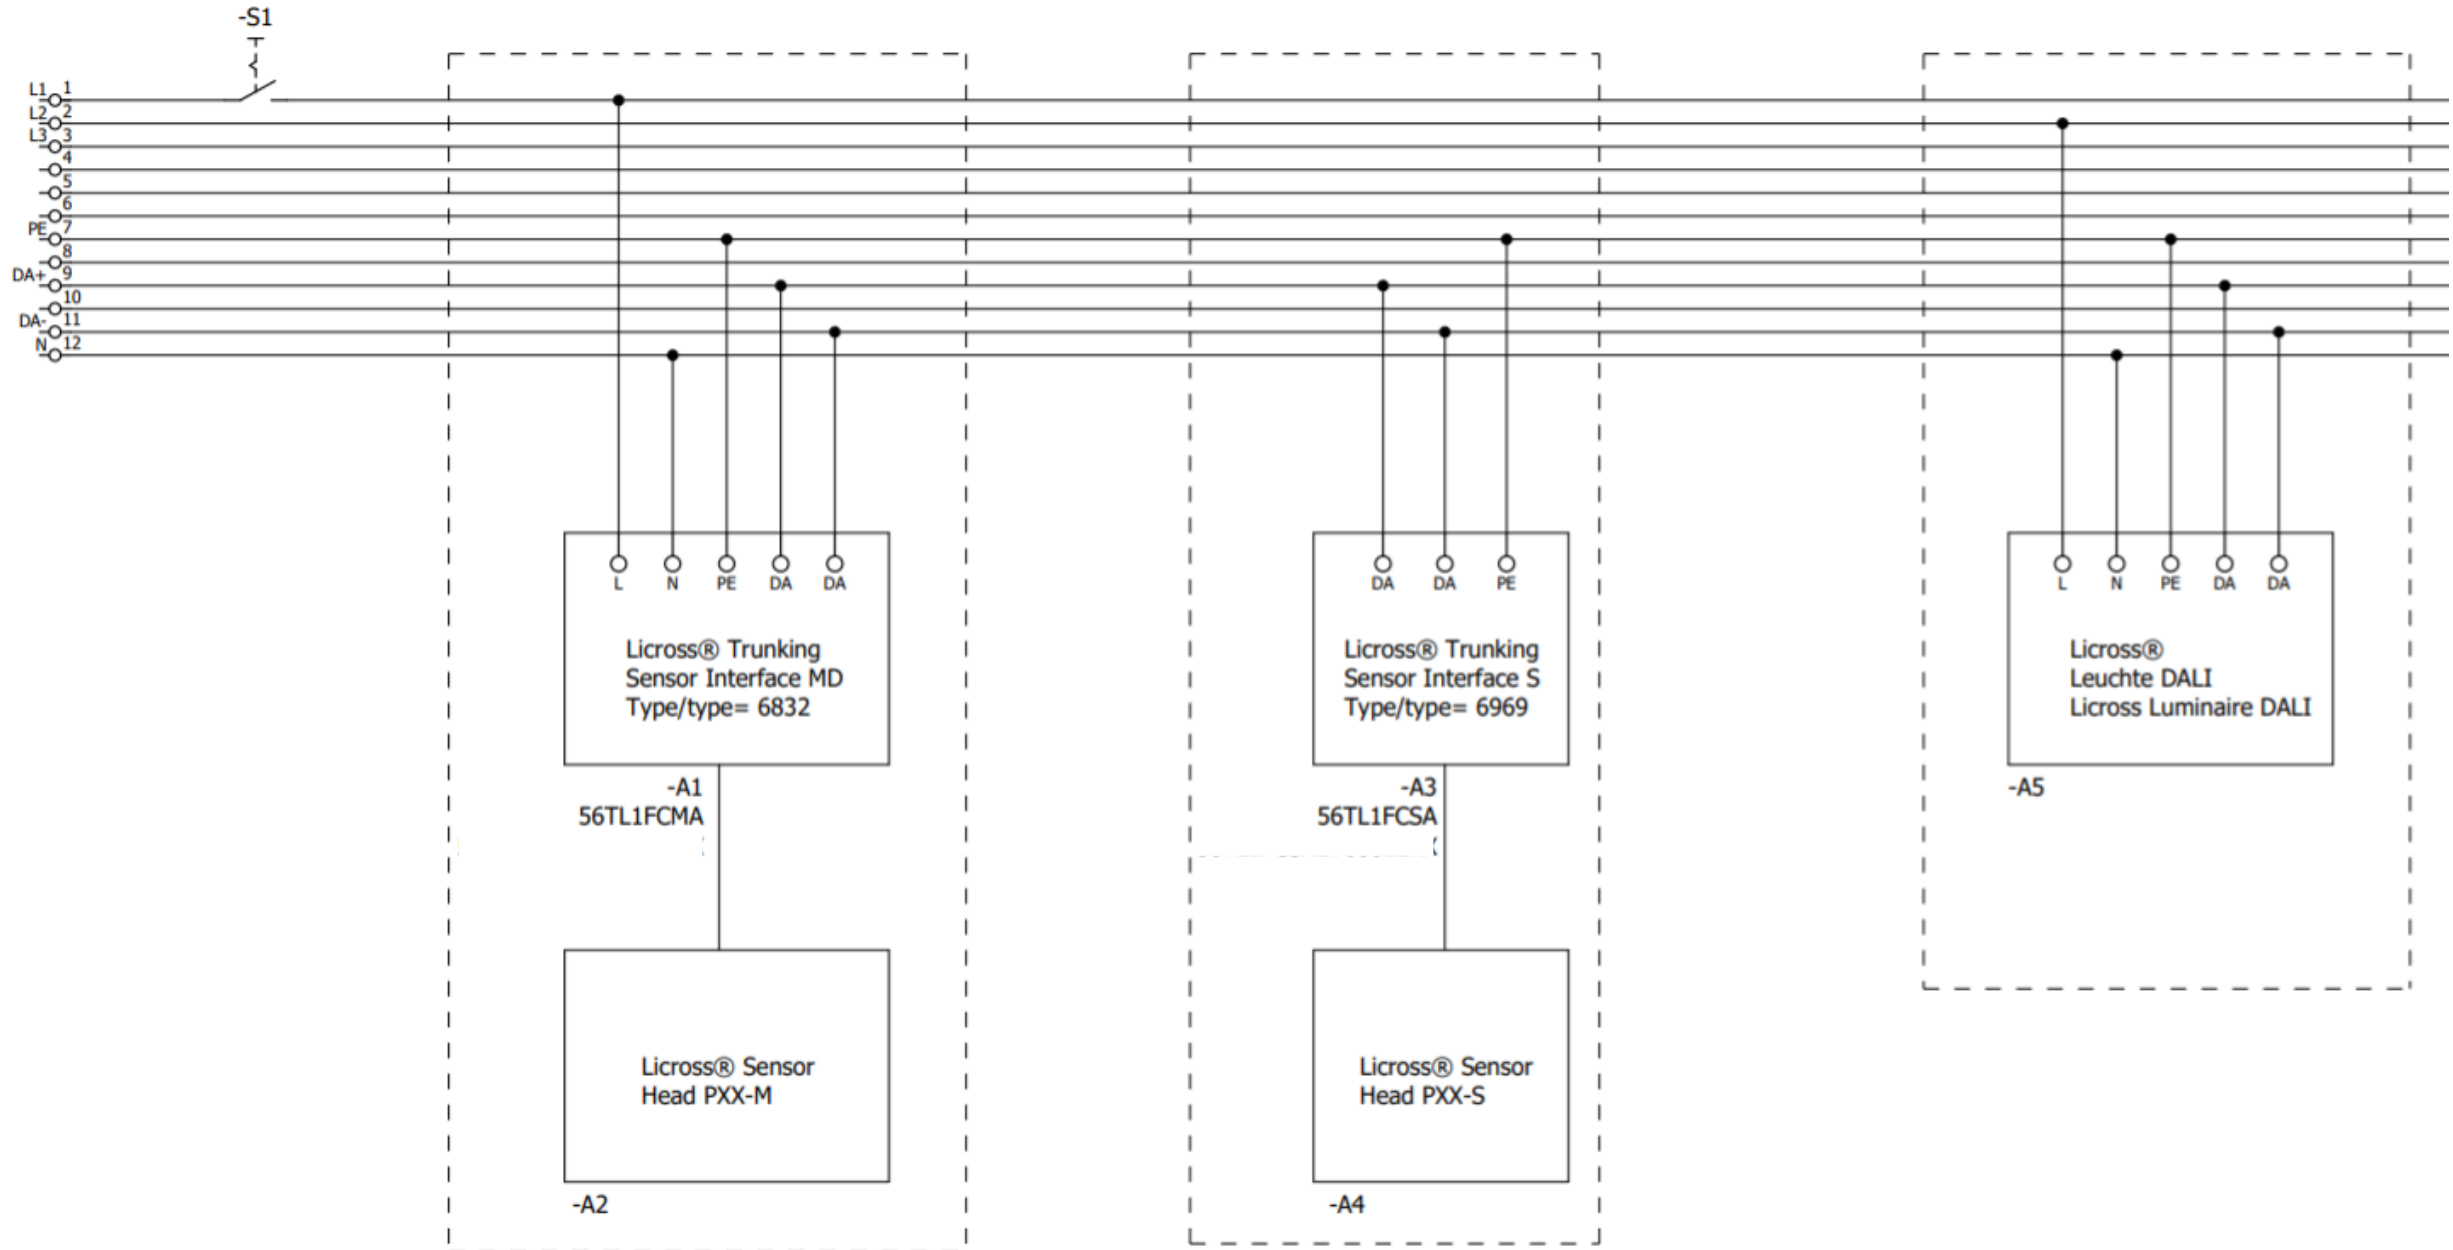 -S1
L1 1
L2 2
L3 3
4
5
6
PE 7
8
DA+ 9
10
DA- 11
N 12
L N PE DA DA
Licross® Trunking
Sensor Interface MD
Type/type= 6832
-A1
56TL1FCMA
Licross® Sensor
Head PXX-M
-A2
DA DA PE
Licross® Trunking
Sensor Interface S
Type/type= 6969
-A3
56TL1FCSA
Licross® Sensor
Head PXX-S
-A4
L N PE DA DA
Licross®
Leuchte DALI
Licross Luminaire DALI
-A5